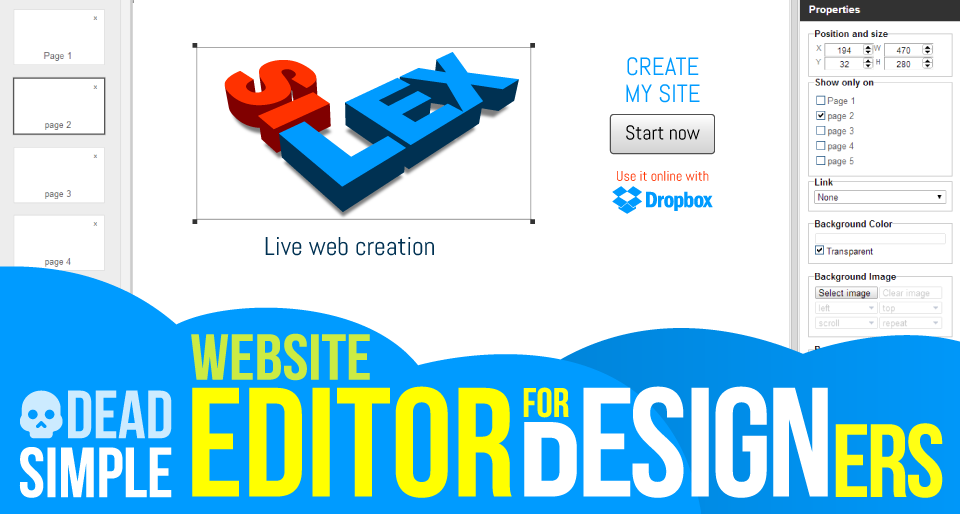 Page 1
page 2
page 3
page 4
SILEX
Live web creation
CREATE
MY SITE
Start now
Use it online with
Dropbox
Properties
Position and size
X 194 W 470
Y 32 H 280
Show only on
Page 1
page 2
page 3
page 4
page 5
Link
None
Background Color
Transparent
Background Image
Select image Clear image
left top
scroll repeat
DEAD
SIMPLE
WEBSITE
EDITOR
FOR
DESIGNERS